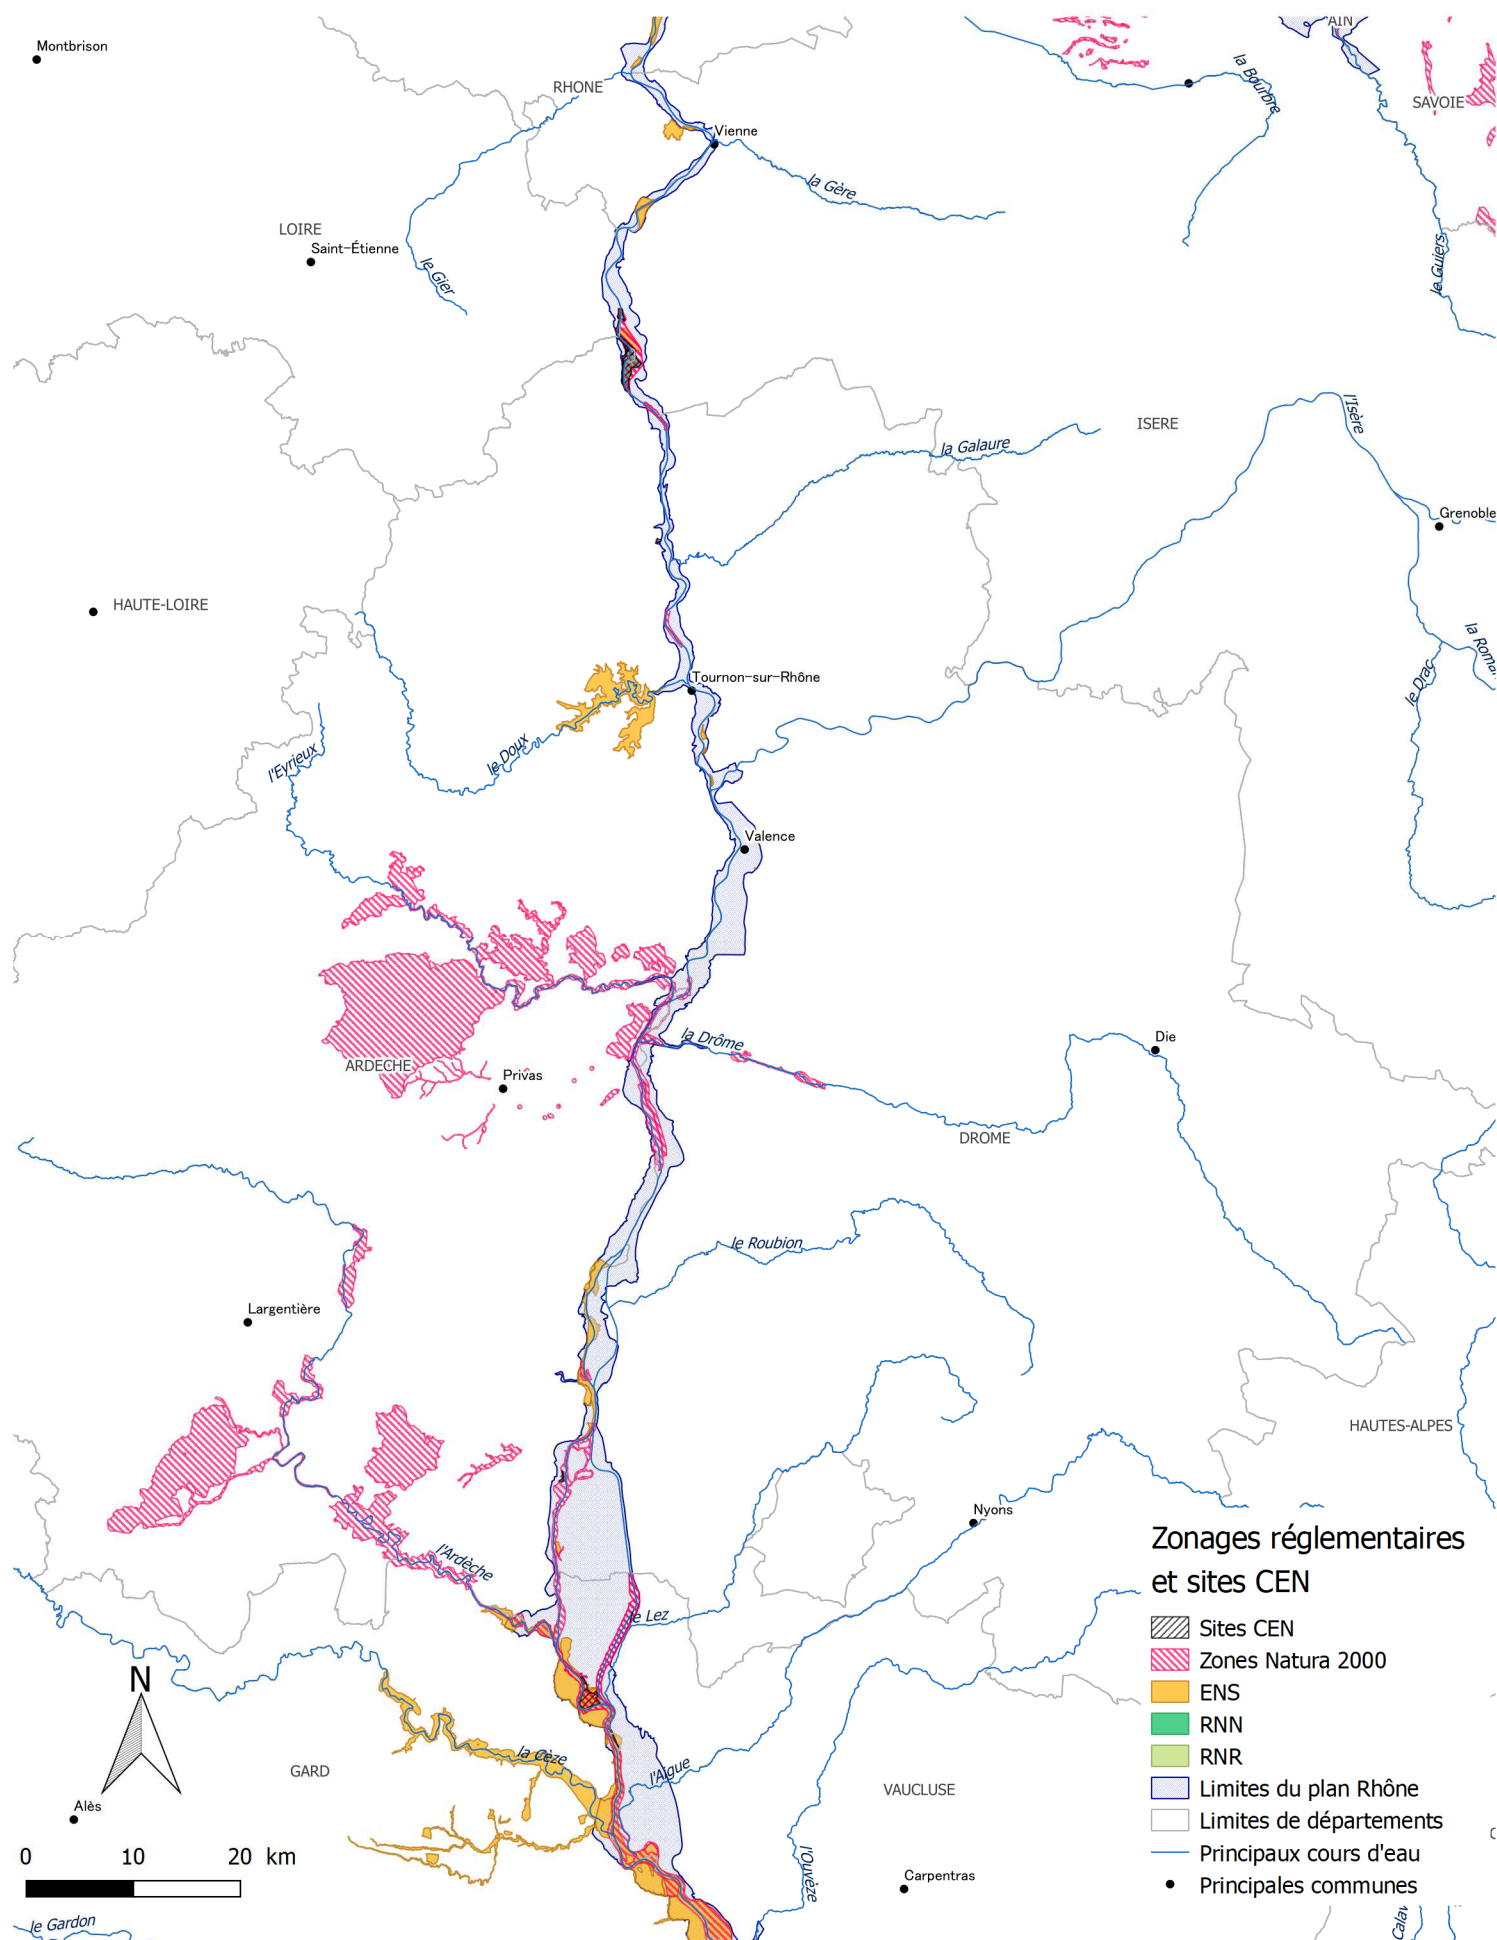 AIN
Montbrison
la Bourbre
RHONE
SAVOIE
Vienne
la Gère
LOIRE
Saint-Étienne
le Gier
le Guiers
l'Isère
ISERE
la Galaure
Grenoble
HAUTE-LOIRE
la Roman
le Drac
Tournon-sur-Rhône
l'Eyrieux
le Doux
Valence
la Drôme
Die
ARDECHE
Privas
DROME
le Roubion
Largentière
HAUTES-ALPES
Nyons
l'Ardèche
le Lez
Zonages réglementaires
et sites CEN
Sites CEN
Zones Natura 2000
ENS
RNN
RNR
Limites du plan Rhône
Limites de départements
Principaux cours d'eau
Principales communes
N
la Cèze
l'Aigue
GARD
VAUCLUSE
Alès
0 10 20 km
l'Ouvèze
Carpentras
le Gardon
Calav